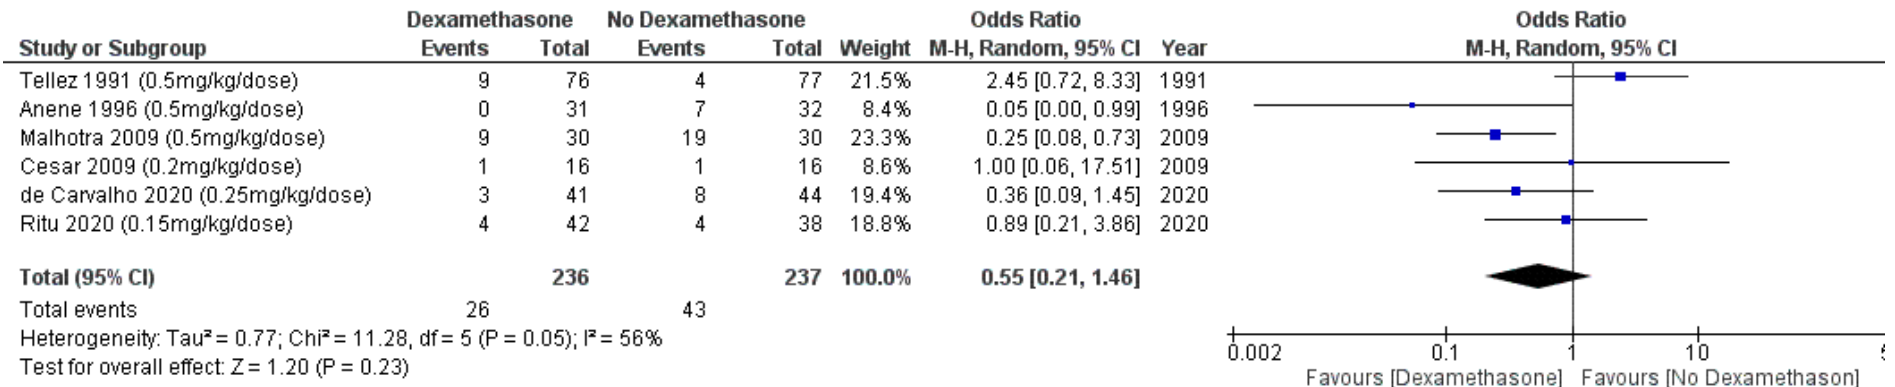 Dexamethasone No Dexamethasone Odds Ratio Odds Ratio
Study or Subgroup Events Total Events Total Weight M-H, Random, 95% CI Year M-H, Random, 95% CI
Tellez 1991 (0.5mg/kg/dose) 9 76 4 77 21.5% 2.45 [0.72, 8.33] 1991
Anene 1996 (0.5mg/kg/dose) 0 31 7 32 8.4% 0.05 [0.00, 0.99] 1996
Malhotra 2009 (0.5mg/kg/dose) 9 30 19 30 23.3% 0.25 [0.08, 0.73] 2009
Cesar 2009 (0.2mg/kg/dose) 1 16 1 16 8.6% 1.00 [0.06, 17.51] 2009
de Carvalho 2020 (0.25mg/kg/dose) 3 41 8 44 19.4% 0.36 [0.09, 1.45] 2020
Ritu 2020 (0.15mg/kg/dose) 4 42 4 38 18.8% 0.89 [0.21, 3.86] 2020
Total (95% CI) 236 237 100.0% 0.55 [0.21, 1.46]
Total events 26 43
Heterogeneity: Tau² = 0.77; Chi² = 11.28, df = 5 (P = 0.05); I² = 56%
Test for overall effect: Z = 1.20 (P = 0.23)
0.002 0.1 1 10
Favours [Dexamethasone] Favours [No Dexamethason]